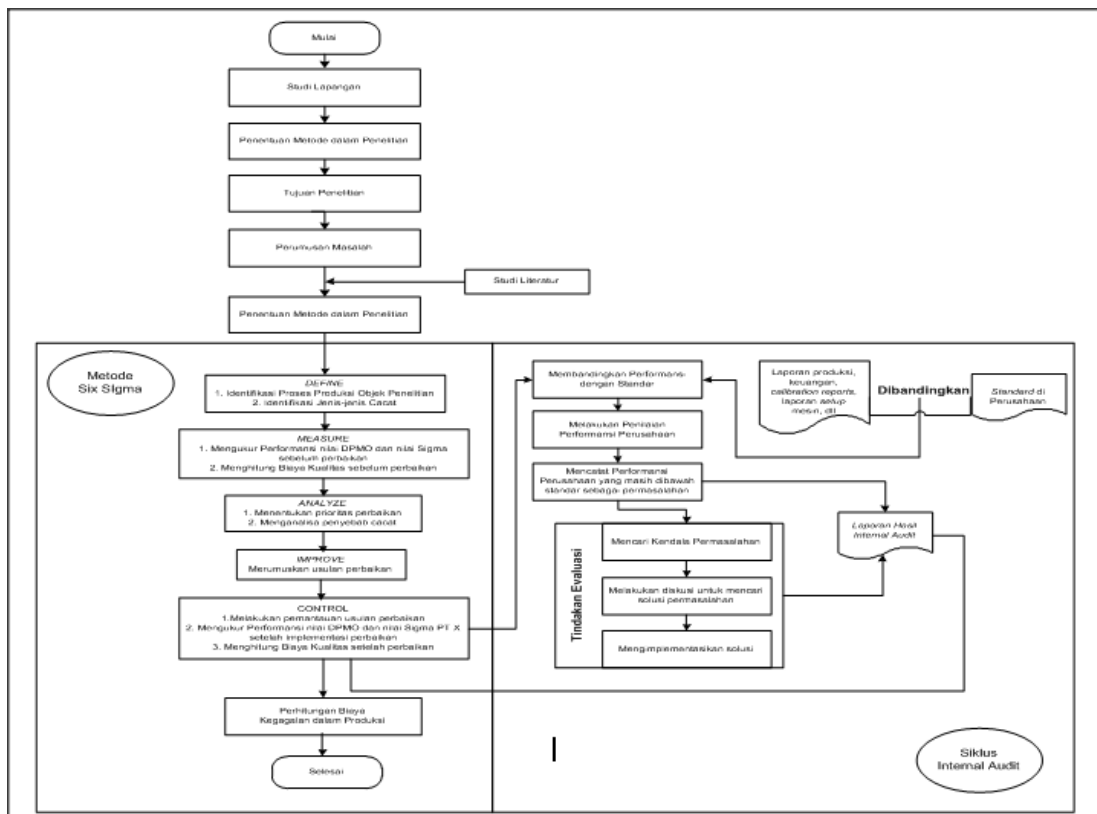 Mulai
Studi Lapangan
Penentuan Metode dalam Penelitian
Tujuan Penelitian
Perumusan Masalah
Studi Literatur
Penentuan Metode dalam Penelitian
Metode
Six SIgma
DEFINE
1. Identifikasi Proses Produksi Objek Penelitian
2. Identifikasi Jenis-jenis Cacat
MEASURE
1. Mengukur Performansi nilai DPMO dan nilai Sigma
sebelum perbaikan
2. Menghitung Biaya Kualitas sebelum perbaikan
ANALYZE
1. Menentukan prioritas perbaikan
2. Menganalisa penyebab cacat
IMPROVE
Merumuskan usulan perbaikan
CONTROL
1.Melakukan pemantauan usulan perbaikan
2. Mengukur Performansi nilai DPMO dan nilai Sigma PT X
setelah implementasi perbaikan
3. Menghitung Biaya Kualitas setelah perbaikan
Perhitungan Biaya
Kegagalan dalam Produksi
Selesai
Membandingkan Performansi
dengan Standar
Melakukan Penilaian
Performansi Perusahaan
Mencatat Performansi
Perusahaan yang masih dibawah
standar sebagai permasalahan
Tindakan Evaluasi
Mencari Kendala Permasalahan
Melakukan diskusi untuk mencari
solusi permasalahan
Mengimplementasikan solusi
Laporan produksi,
keuangan,
calibration reports,
laporan setup
mesin, dll
Dibandingkan
Standard di
Perusahaan
Laporan Hasil
Internal Audit
Siklus
Internal Audit